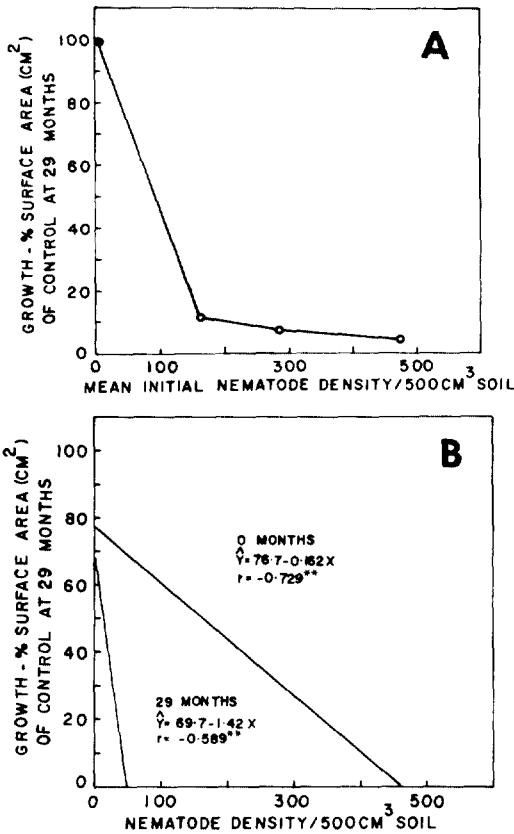 A
GROWTH - % SURFACE AREA (CM²)
OF CONTROL AT 29 MONTHS
100
80
60
40
20
0
0 100 300 500
MEAN INITIAL NEMATODE DENSITY/500CM³ SOIL
B
GROWTH - % SURFACE AREA (CM²)
OF CONTROL AT 29 MONTHS
100
80
60
40
20
0
0 MONTHS
Ŷ=76·7-0·162X
r= -0·729**
29 MONTHS
Ŷ= 69·7-1·42 X
r= -0·589**
0 100 300 500
NEMATODE DENSITY/500CM³ SOIL